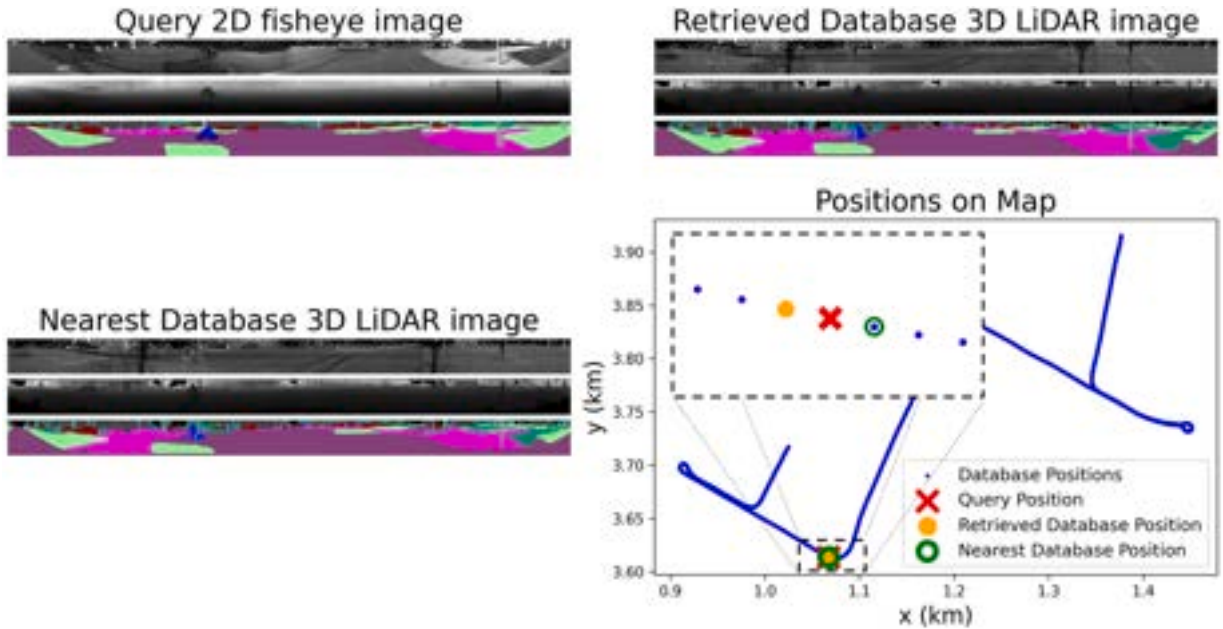 Query 2D fisheye image
Retrieved Database 3D LiDAR image
Nearest Database 3D LiDAR image
Positions on Map
3.90
3.85
3.80
3.75
3.70
3.65
3.60
y (km)
0.9
1.0
1.1
1.2
1.3
1.4
x (km)
Database Positions
Query Position
Retrieved Database Position
Nearest Database Position